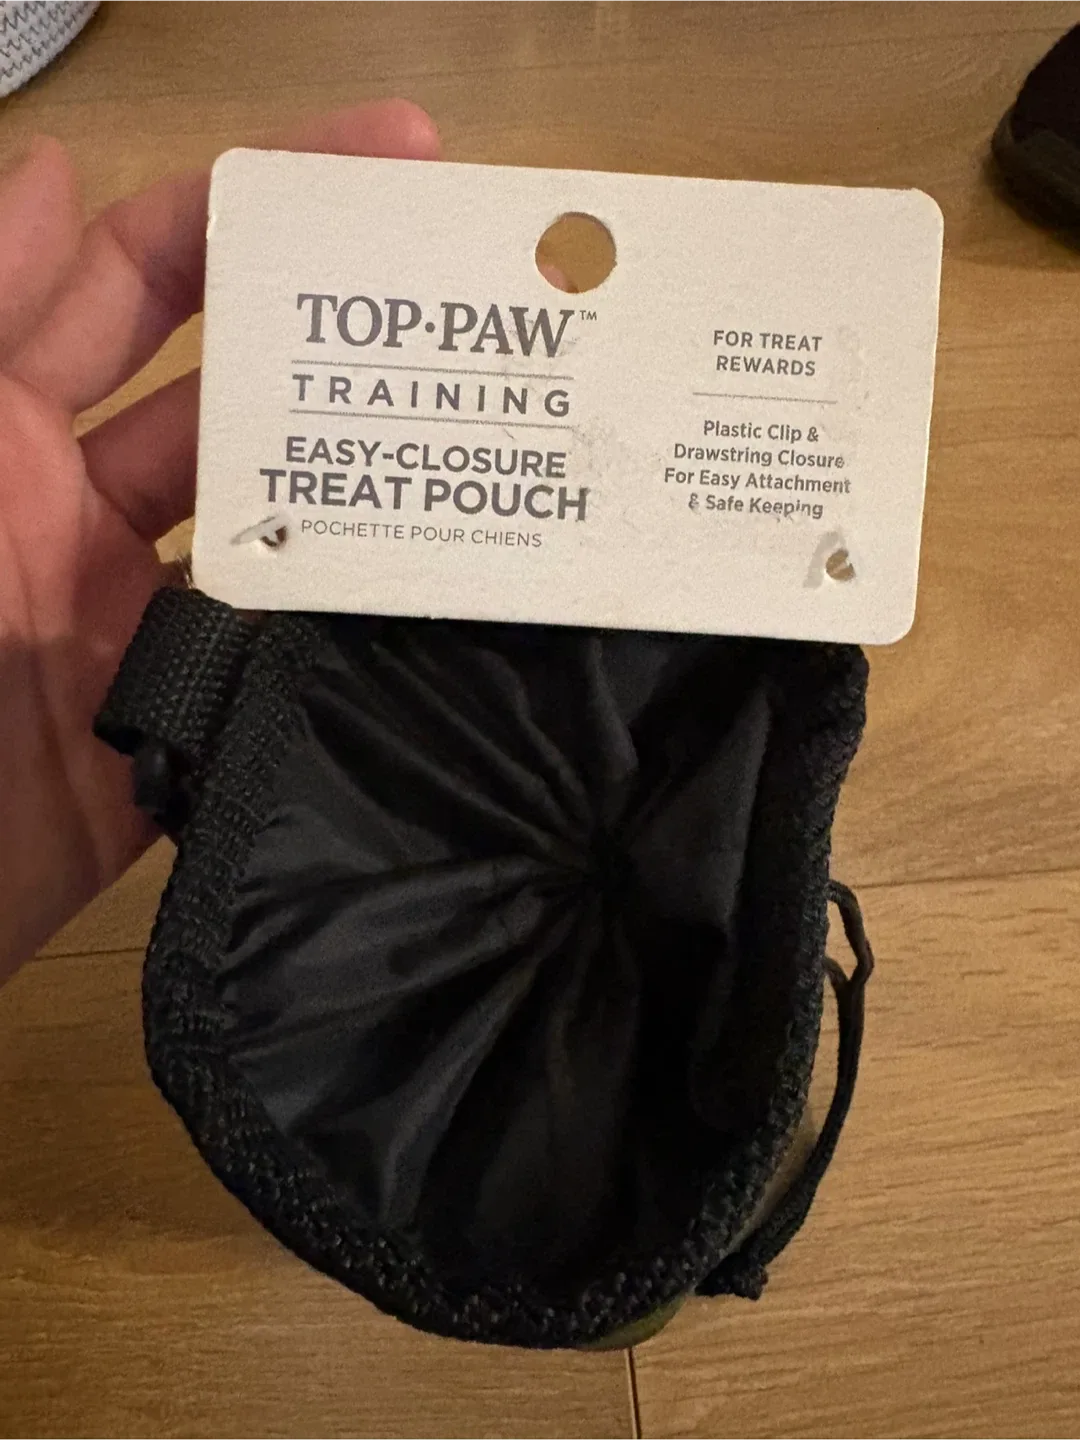 TOP·PAW™
TRAINING
EASY-CLOSURE
TREAT POUCH
POCHETTE POUR CHIENS
FOR TREAT
REWARDS
Plastic Clip &
Drawstring Closure
For Easy Attachment
& Safe Keeping